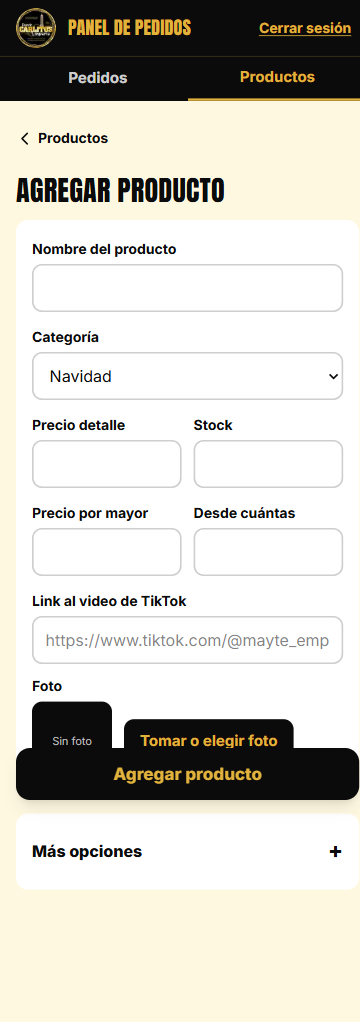 CARLITOS
PANEL DE PEDIDOS
Cerrar sesión
Pedidos
Productos
Productos
AGREGAR PRODUCTO
Nombre del producto
Categoría
Navidad
Precio detalle
Stock
Precio por mayor
Desde cuántas
Link al video de TikTok
https://www.tiktok.com/@mayte_emp
Foto
Sin foto
Tomar o elegir foto
Agregar producto
Más opciones
+